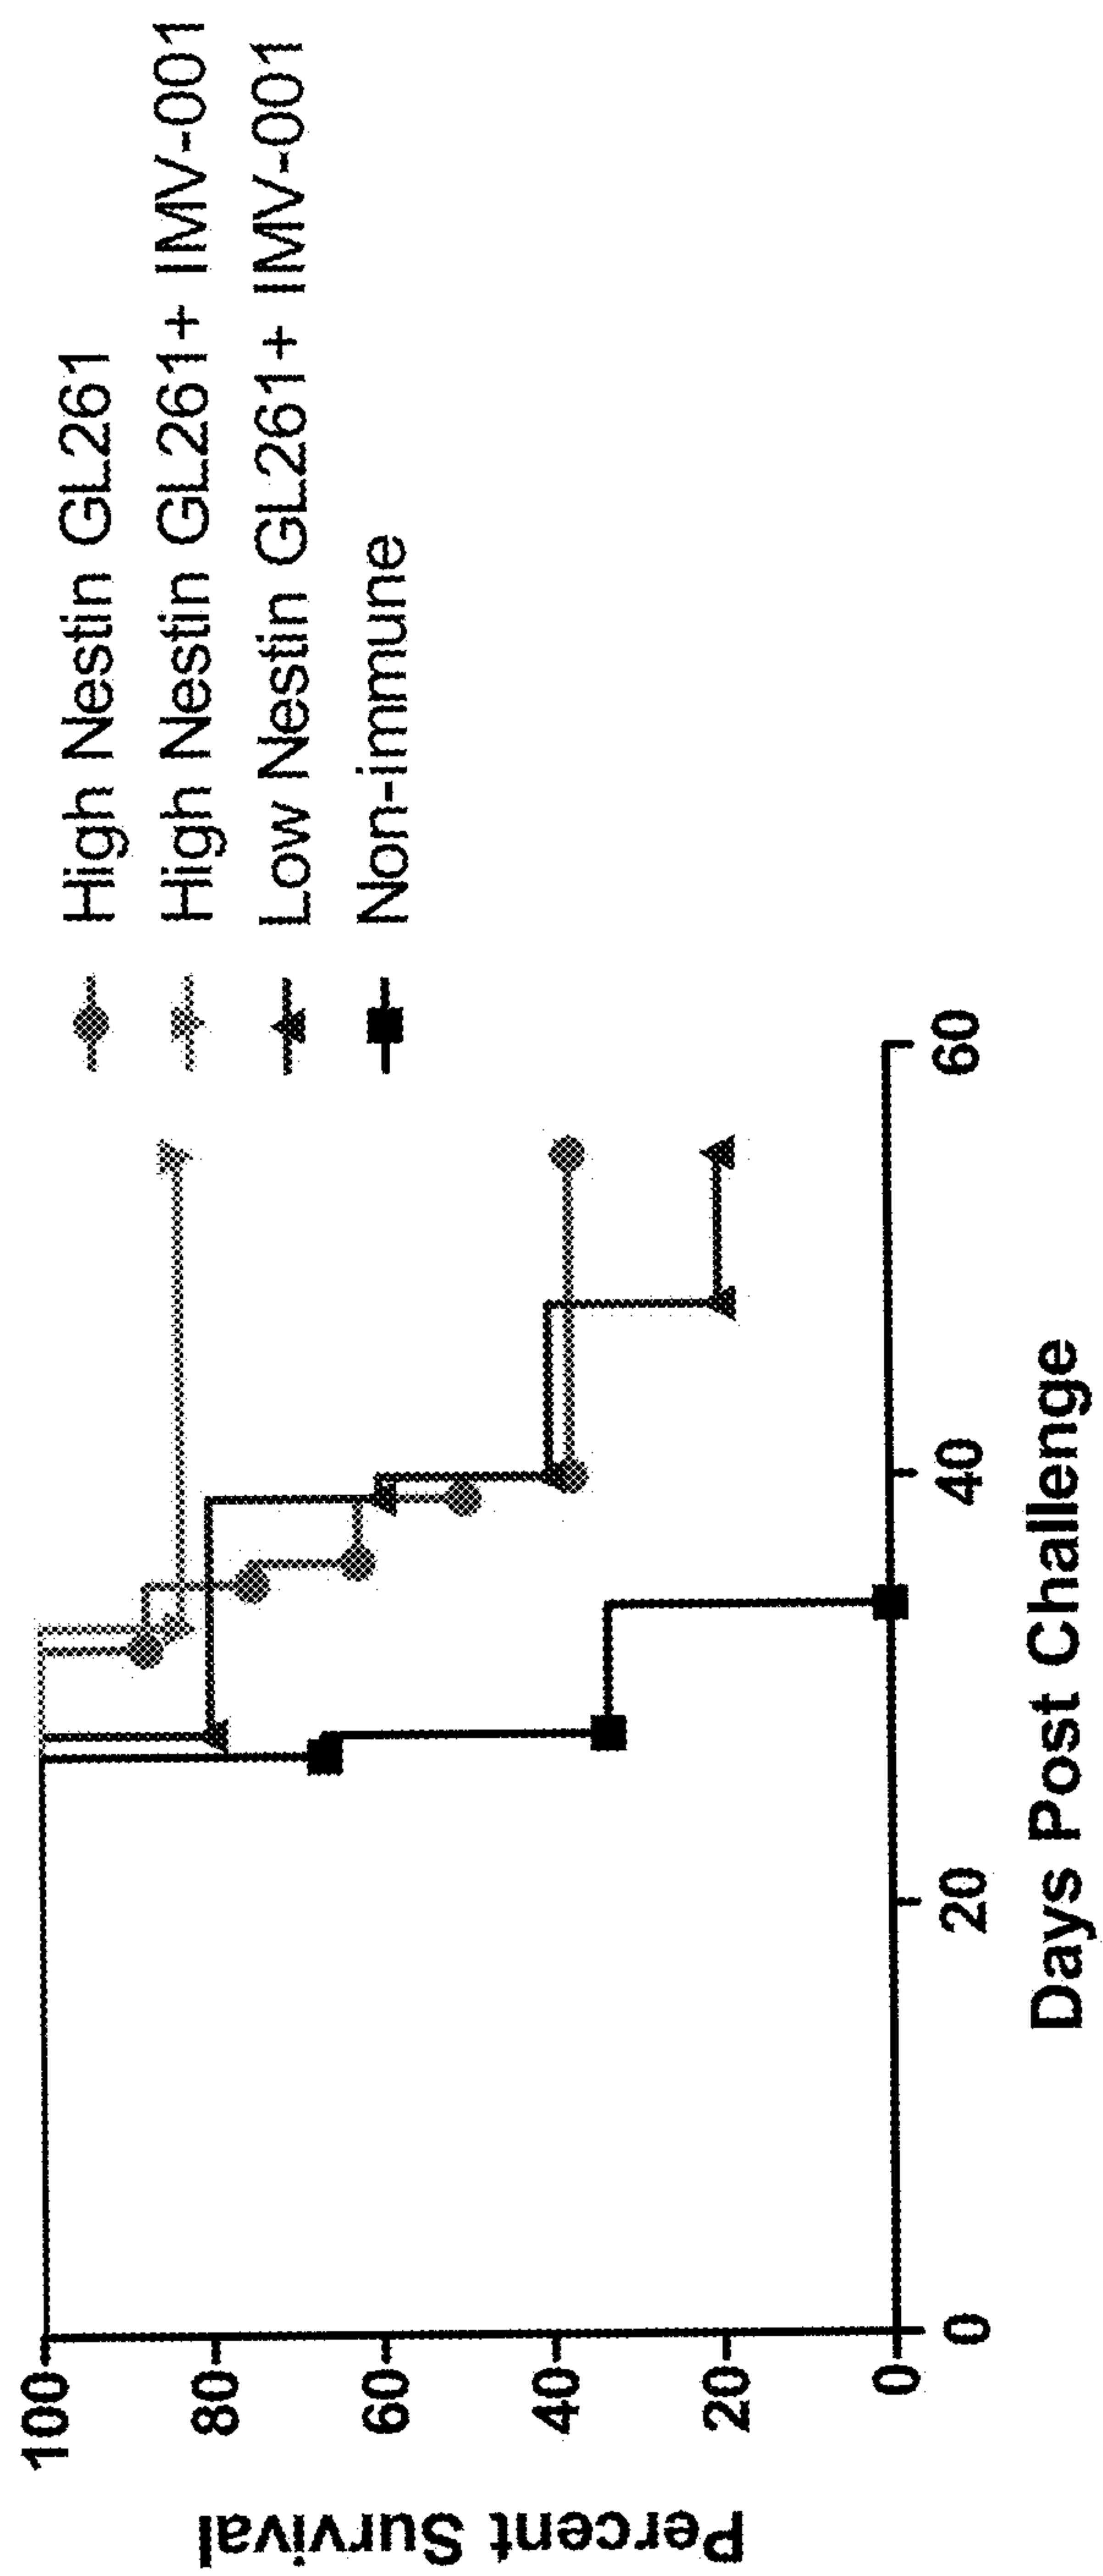 Percent Survival
100
80
60
40
20
0
0
20
40
60
Days Post Challenge
High Nestin GL261
High Nestin GL261+ IMV-001
Low Nestin GL261+ IMV-001
Non-immune